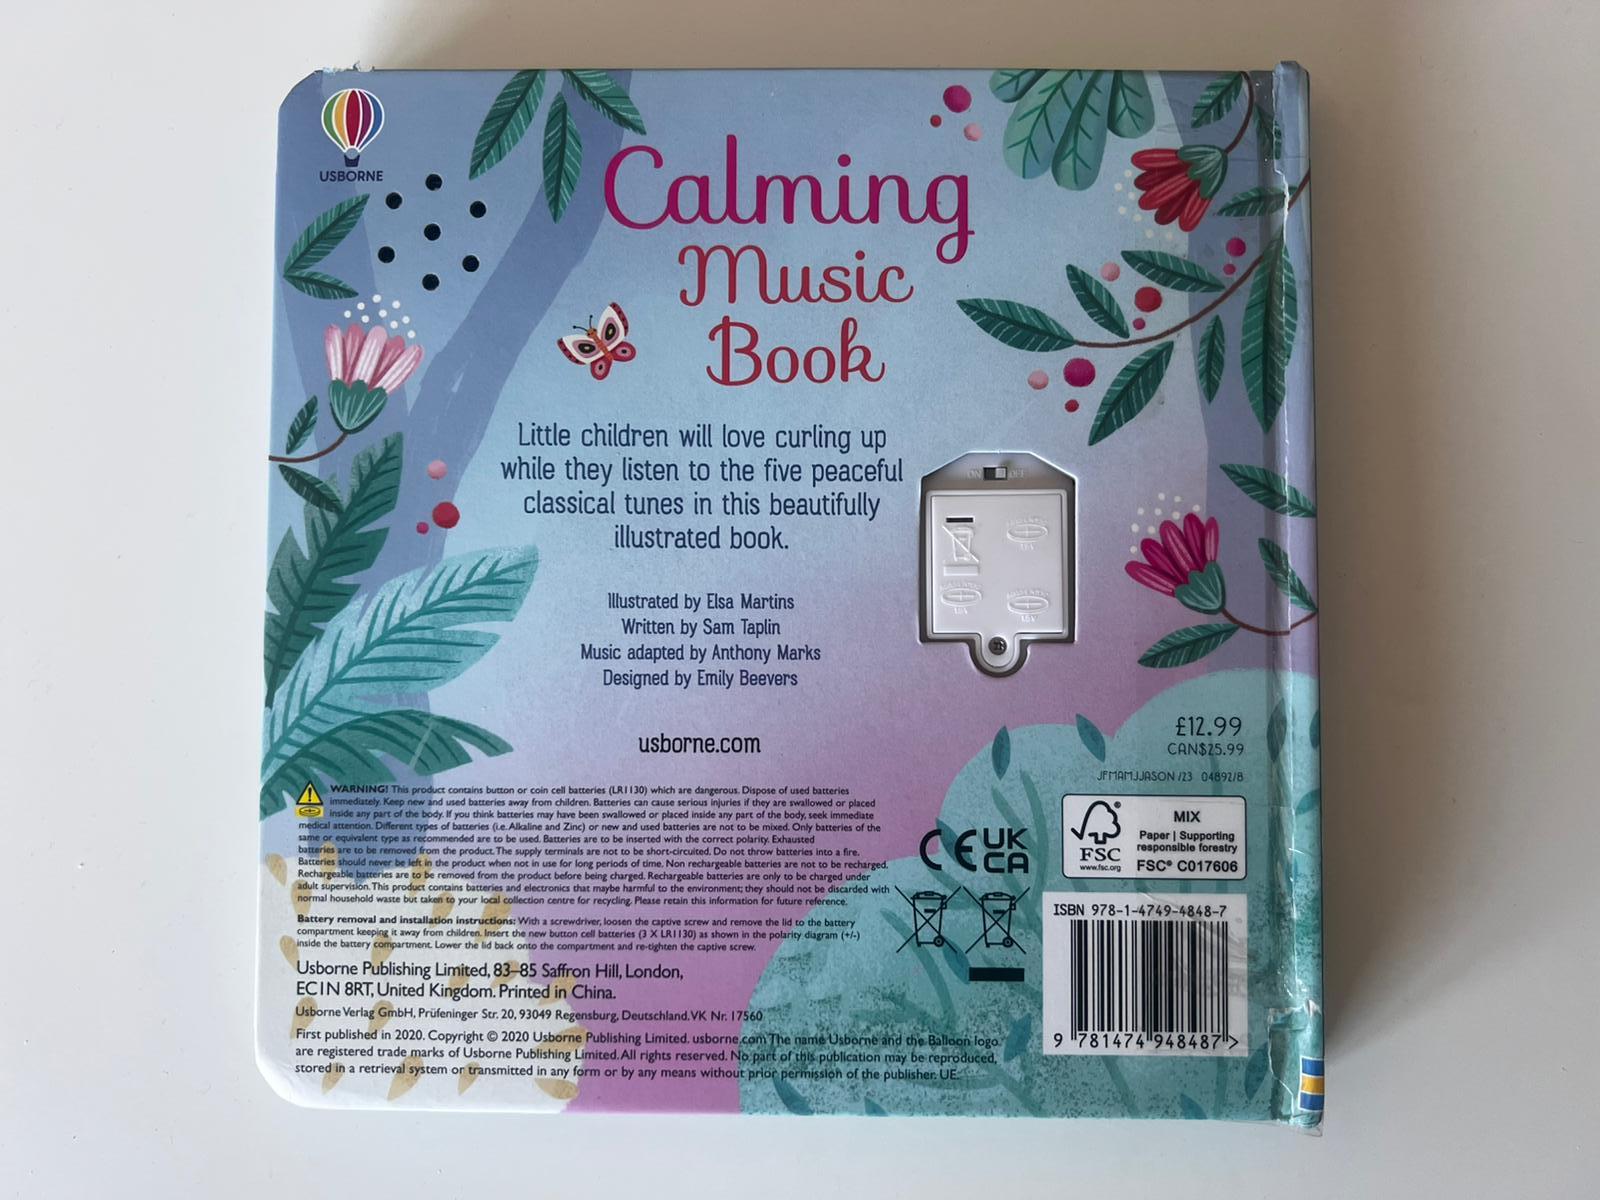 USBORNE
Calming
Music
Book
Little children will love curling up
while they listen to the five peaceful
classical tunes in this beautifully
illustrated book.
ON OFF
Illustrated by Elsa Martins
Written by Sam Taplin
Music adapted by Anthony Marks
Designed by Emily Beevers
usborne.com
£12.99
CAN$25.99
JFMAMJJASON /23 04892/8
WARNING! This product contains button or coin cell batteries (LR1130) which are dangerous. Dispose of used batteries
immediately. Keep new and used batteries away from children. Batteries can cause serious injuries if they are swallowed or placed
inside any part of the body. If you think batteries may have been swallowed or placed inside any part of the body, seek immediate
medical attention. Different types of batteries (i.e. Alkaline and Zinc) or new and used batteries are not to be mixed. Only batteries of the
same or equivalent type as recommended are to be used. Batteries are to be inserted with the correct polarity. Exhausted
batteries are to be removed from the product. The supply terminals are not to be short-circuited. Do not throw batteries into a fire.
Batteries should never be left in the product when not in use for long periods of time. Non rechargeable batteries are not to be recharged.
Rechargeable batteries are to be removed from the product before being charged. Rechargeable batteries are only to be charged under
adult supervision. This product contains batteries and electronics that maybe harmful to the environment; they should not be discarded with
normal household waste but taken to your local collection centre for recycling. Please retain this information for future reference.
Battery removal and installation instructions: With a screwdriver, loosen the captive screw and remove the lid to the battery
compartment keeping it away from children. Insert the new button cell batteries (3 X LR1130) as shown in the polarity diagram (+/-)
inside the battery compartment. Lower the lid back onto the compartment and re-tighten the captive screw.
Usborne Publishing Limited, 83–85 Saffron Hill, London,
EC1N 8RT, United Kingdom. Printed in China.
Usborne Verlag GmbH, Prüfeninger Str. 20, 93049 Regensburg, Deutschland. VK Nr. 17560
First published in 2020. Copyright © 2020 Usborne Publishing Limited. usborne.com The name Usborne and the Balloon logo
are registered trade marks of Usborne Publishing Limited. All rights reserved. No part of this publication may be reproduced,
stored in a retrieval system or transmitted in any form or by any means without prior permission of the publisher. UE.
CE UK
CA
FSC
www.fsc.org
MIX
Paper | Supporting
responsible forestry
FSC® C017606
ISBN 978-1-4749-4848-7
9 781474 948487 >